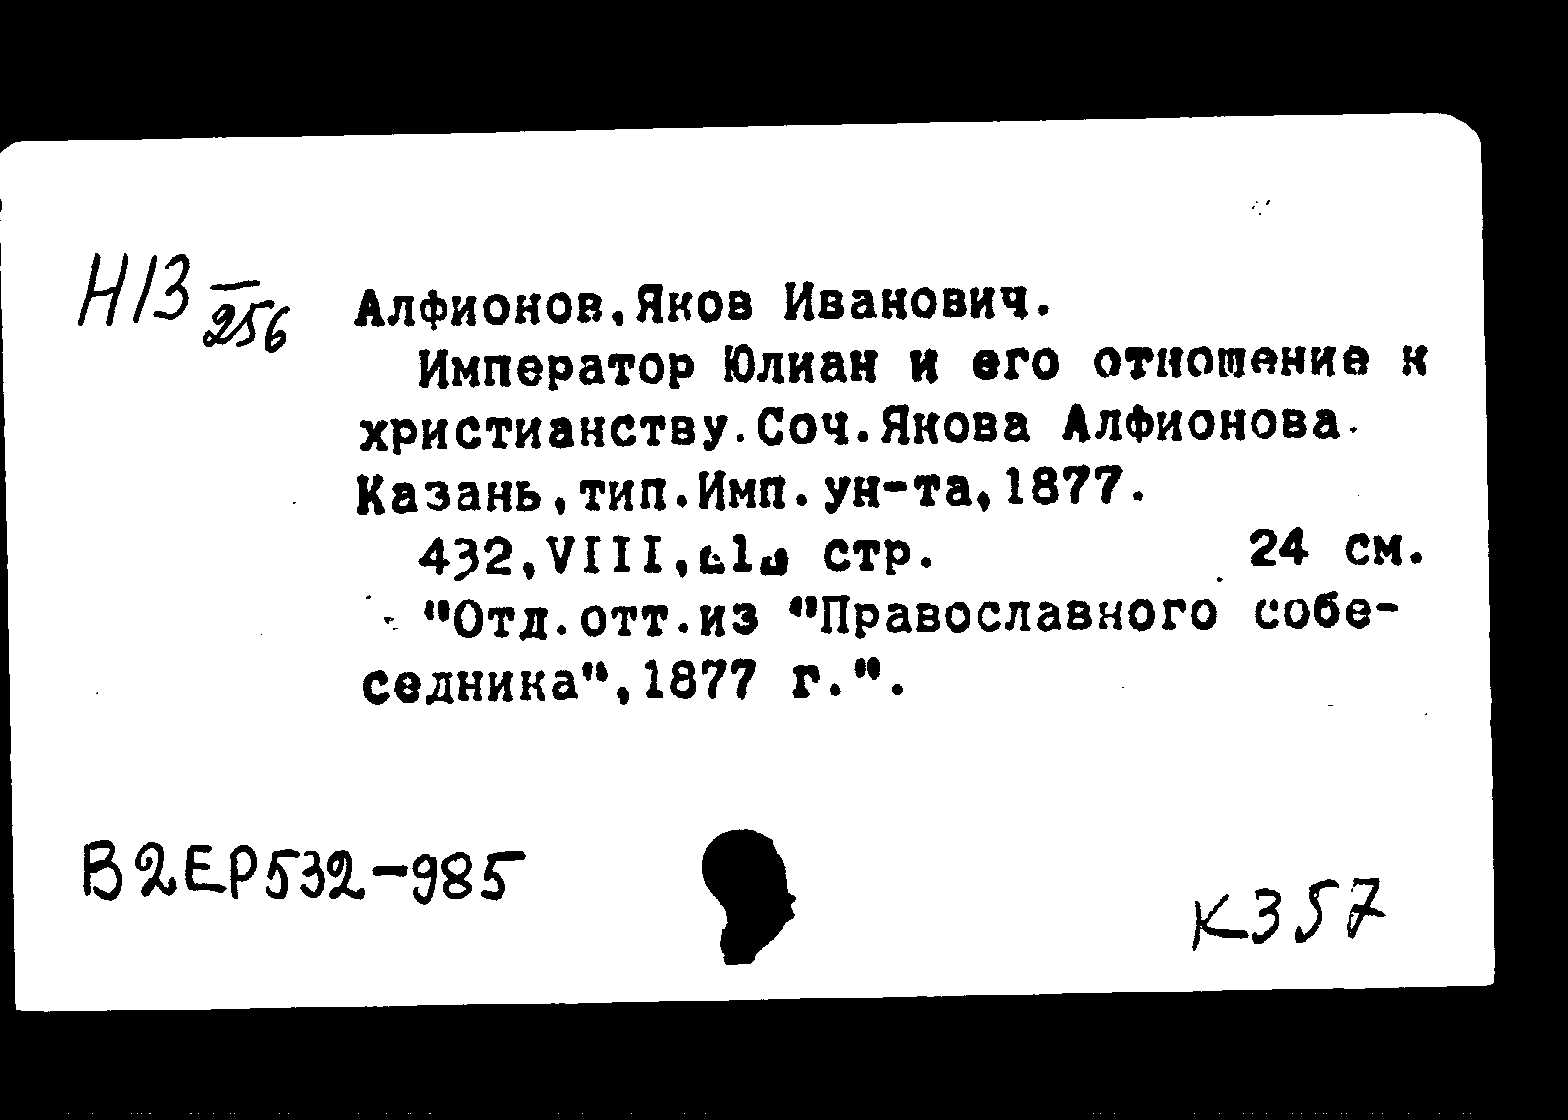 Н13
256
Алфионов, Яков Иванович.
Император Юлиан и его отношение к
христианству. Соч. Якова Алфионова.
Казань, тип. Имп. ун-та, 1877.
432, VIII, стр. 24 см.
"Отд. отт. из "Православного собе-
седника", 1877 г.".
В2ЕР532-985
К357